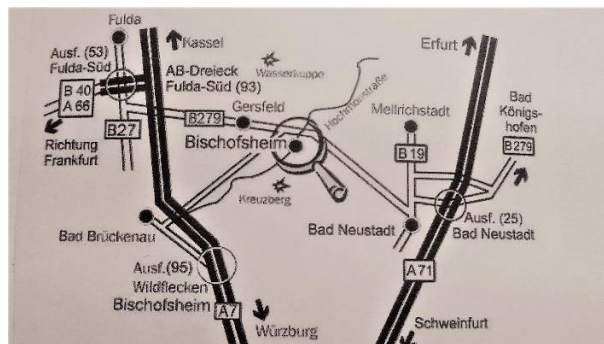 Fulda
Ausf. (53)
Fulda-Süd
Kassel
Erfurt
B 40
A 66
AB-Dreieck
Fulda-Süd (93)
Wasserkuppe
Hochrhönstraße
Mellrichstadt
Bad
Königs-
hofen
B27
B279
Gersfeld
Bischofsheim
B 19
B279
Richtung
Frankfurt
Kreuzberg
Bad Brückenau
Bad Neustadt
Ausf. (25)
Bad Neustadt
Ausf.(95)
Wildflecken
Bischofsheim
A7
A 71
Würzburg
Schweinfurt